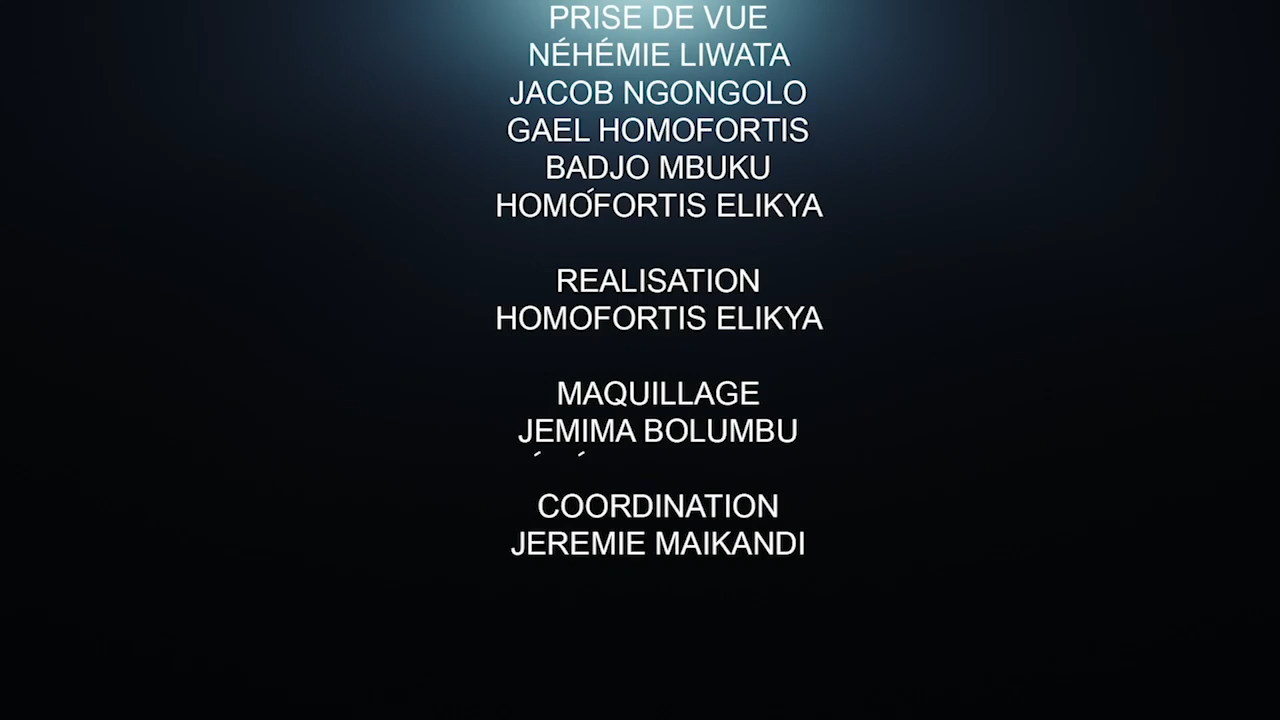 PRISE DE VUE
NÉHÉMIE LIWATA
JACOB NGONGOLO
GAEL HOMOFORTIS
BADJO MBUKU
HOMOFORTIS ELIKYA
REALISATION
HOMOFORTIS ELIKYA
MAQUILLAGE
JEMIMA BOLUMBU
COORDINATION
JEREMIE MAIKANDI